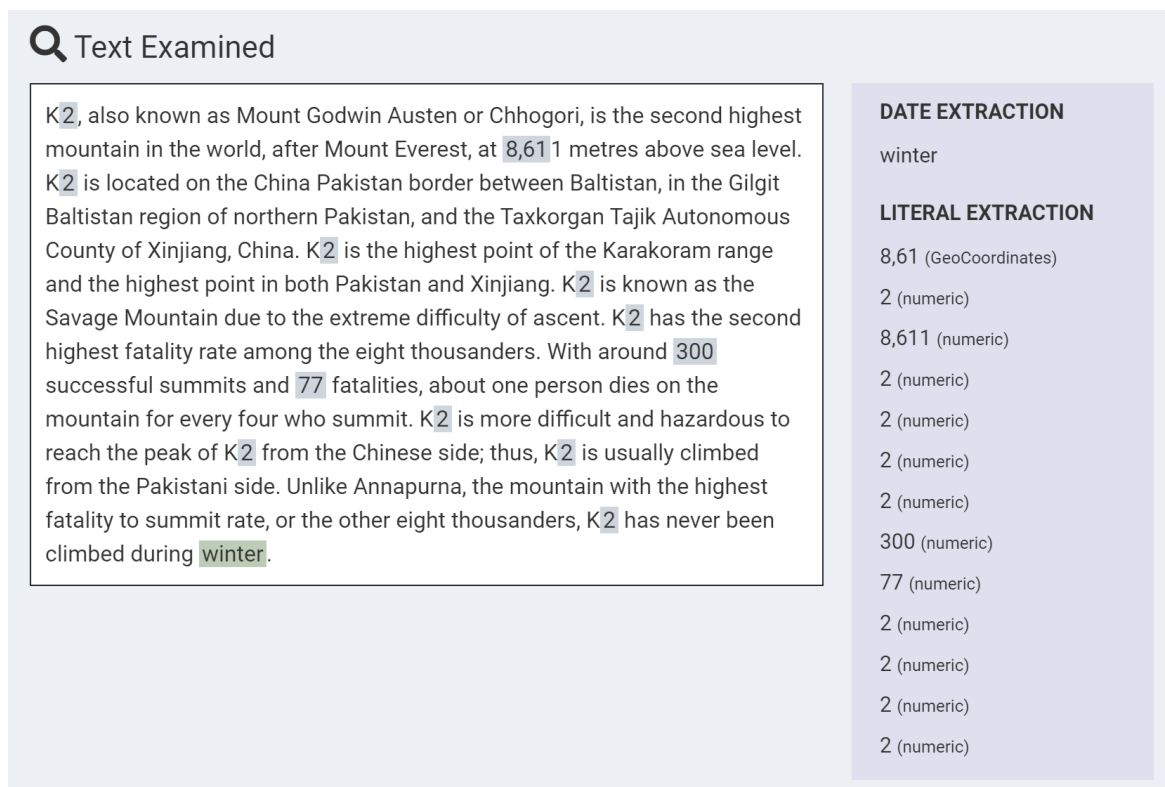 Text Examined
K2, also known as Mount Godwin Austen or Chhogori, is the second highest
mountain in the world, after Mount Everest, at 8,611 metres above sea level.
K2 is located on the China Pakistan border between Baltistan, in the Gilgit
Baltistan region of northern Pakistan, and the Taxkorgan Tajik Autonomous
County of Xinjiang, China. K2 is the highest point of the Karakoram range
and the highest point in both Pakistan and Xinjiang. K2 is known as the
Savage Mountain due to the extreme difficulty of ascent. K2 has the second
highest fatality rate among the eight thousanders. With around 300
successful summits and 77 fatalities, about one person dies on the
mountain for every four who summit. K2 is more difficult and hazardous to
reach the peak of K2 from the Chinese side; thus, K2 is usually climbed
from the Pakistani side. Unlike Annapurna, the mountain with the highest
fatality to summit rate, or the other eight thousanders, K2 has never been
climbed during winter.
DATE EXTRACTION
winter
LITERAL EXTRACTION
8,61 (GeoCoordinates)
2 (numeric)
8,611 (numeric)
2 (numeric)
2 (numeric)
2 (numeric)
2 (numeric)
300 (numeric)
77 (numeric)
2 (numeric)
2 (numeric)
2 (numeric)
2 (numeric)